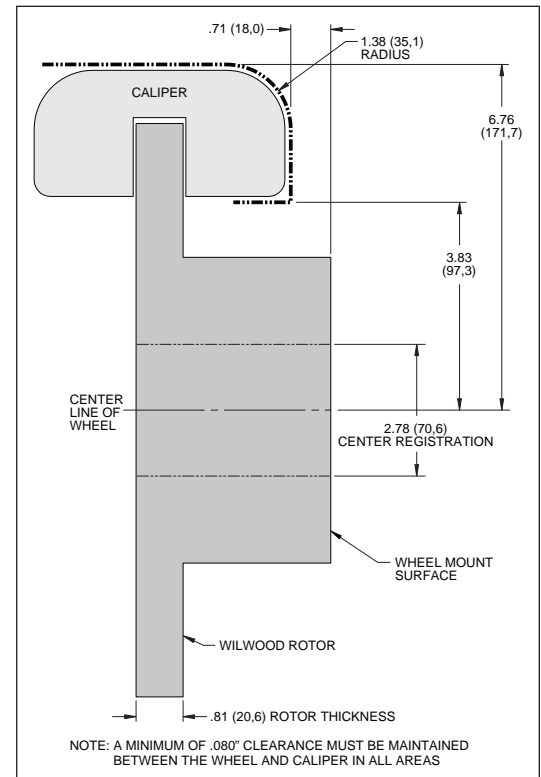 .71 (18,0)
1.38 (35,1)
RADIUS
CALIPER
6.76
(171,7)
3.83
(97,3)
CENTER
LINE OF
WHEEL
2.78 (70,6)
CENTER REGISTRATION
WHEEL MOUNT
SURFACE
WILWOOD ROTOR
.81 (20,6) ROTOR THICKNESS
NOTE: A MINIMUM OF .080" CLEARANCE MUST BE MAINTAINED
BETWEEN THE WHEEL AND CALIPER IN ALL AREAS